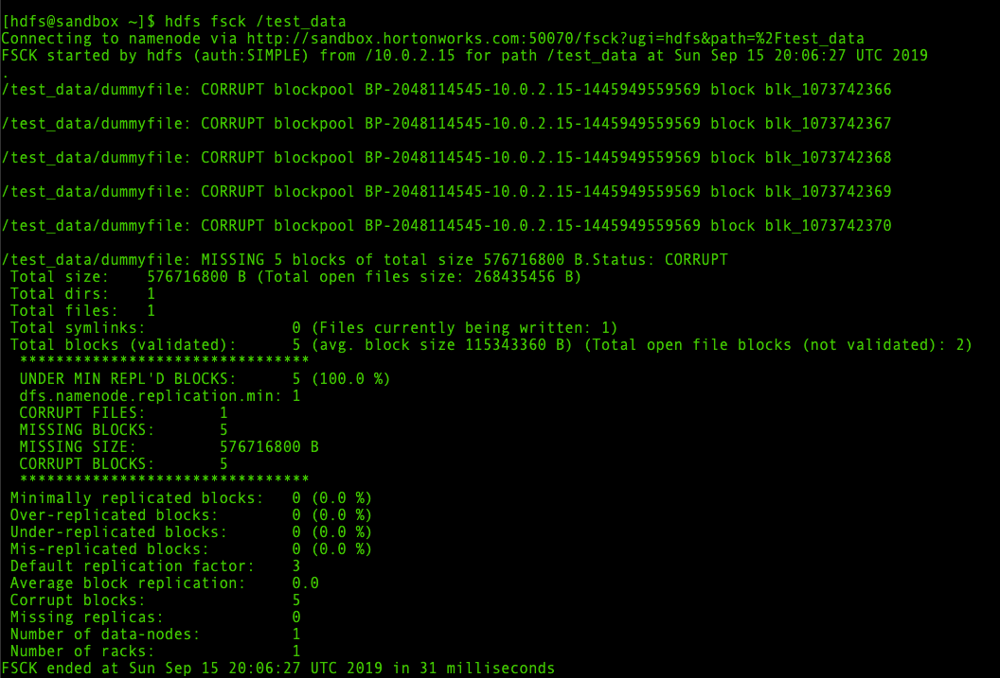 [hdfs@sandbox ~]$ hdfs fsck /test_data
Connecting to namenode via http://sandbox.hortonworks.com:50070/fsck?ugi=hdfs&path=%2Ftest_data
FSCK started by hdfs (auth:SIMPLE) from /10.0.2.15 for path /test_data at Sun Sep 15 20:06:27 UTC 2019
.
/test_data/dummyfile: CORRUPT blockpool BP-2048114545-10.0.2.15-1445949559569 block blk_1073742366
/test_data/dummyfile: CORRUPT blockpool BP-2048114545-10.0.2.15-1445949559569 block blk_1073742367
/test_data/dummyfile: CORRUPT blockpool BP-2048114545-10.0.2.15-1445949559569 block blk_1073742368
/test_data/dummyfile: CORRUPT blockpool BP-2048114545-10.0.2.15-1445949559569 block blk_1073742369
/test_data/dummyfile: CORRUPT blockpool BP-2048114545-10.0.2.15-1445949559569 block blk_1073742370
/test_data/dummyfile: MISSING 5 blocks of total size 576716800 B.Status: CORRUPT
Total size:    576716800 B (Total open files size: 268435456 B)
Total dirs:    1
Total files:   1
Total symlinks:                0 (Files currently being written: 1)
Total blocks (validated):      5 (avg. block size 115343360 B) (Total open file blocks (not validated): 2)
********************************
UNDER MIN REPL'D BLOCKS:      5 (100.0 %)
dfs.namenode.replication.min: 1
CORRUPT FILES:        1
MISSING BLOCKS:       5
MISSING SIZE:         576716800 B
CORRUPT BLOCKS:       5
********************************
Minimally replicated blocks:   0 (0.0 %)
Over-replicated blocks:        0 (0.0 %)
Under-replicated blocks:       0 (0.0 %)
Mis-replicated blocks:         0 (0.0 %)
Default replication factor:    3
Average block replication:     0.0
Corrupt blocks:                5
Missing replicas:              0
Number of data-nodes:          1
Number of racks:               1
FSCK ended at Sun Sep 15 20:06:27 UTC 2019 in 31 milliseconds